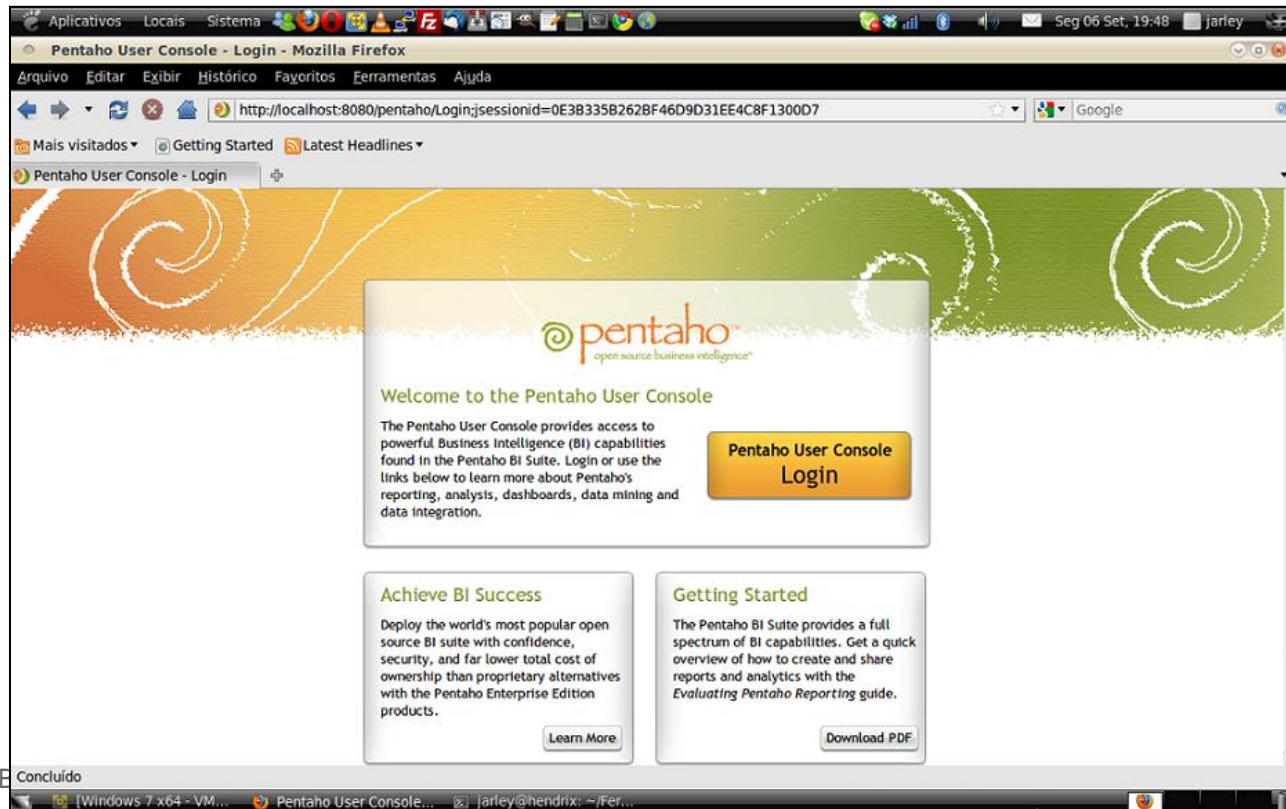 Aplicativos Locais Sistema Seg 06 Set, 19:48 jarley
Pentaho User Console - Login - Mozilla Firefox
Arquivo Editar Exibir Histórico Favoritos Ferramentas Ajuda
http://localhost:8080/pentaho/Login;jsessionid=0E3B335B262BF46D9D31EE4C8F1300D7 Google
Mais visitados Getting Started Latest Headlines
Pentaho User Console - Login
pentaho™
open source business intelligence™
Welcome to the Pentaho User Console
The Pentaho User Console provides access to
powerful Business Intelligence (BI) capabilities
found in the Pentaho BI Suite. Login or use the
links below to learn more about Pentaho's
reporting, analysis, dashboards, data mining and
data integration.
Pentaho User Console
Login
Achieve BI Success
Deploy the world's most popular open
source BI suite with confidence,
security, and far lower total cost of
ownership than proprietary alternatives
with the Pentaho Enterprise Edition
products.
Learn More
Getting Started
The Pentaho BI Suite provides a full
spectrum of BI capabilities. Get a quick
overview of how to create and share
reports and analytics with the
Evaluating Pentaho Reporting guide.
Download PDF
Concluído
[Windows 7 x64 - VM... Pentaho User Console... jarley@hendrix: ~/Fer...